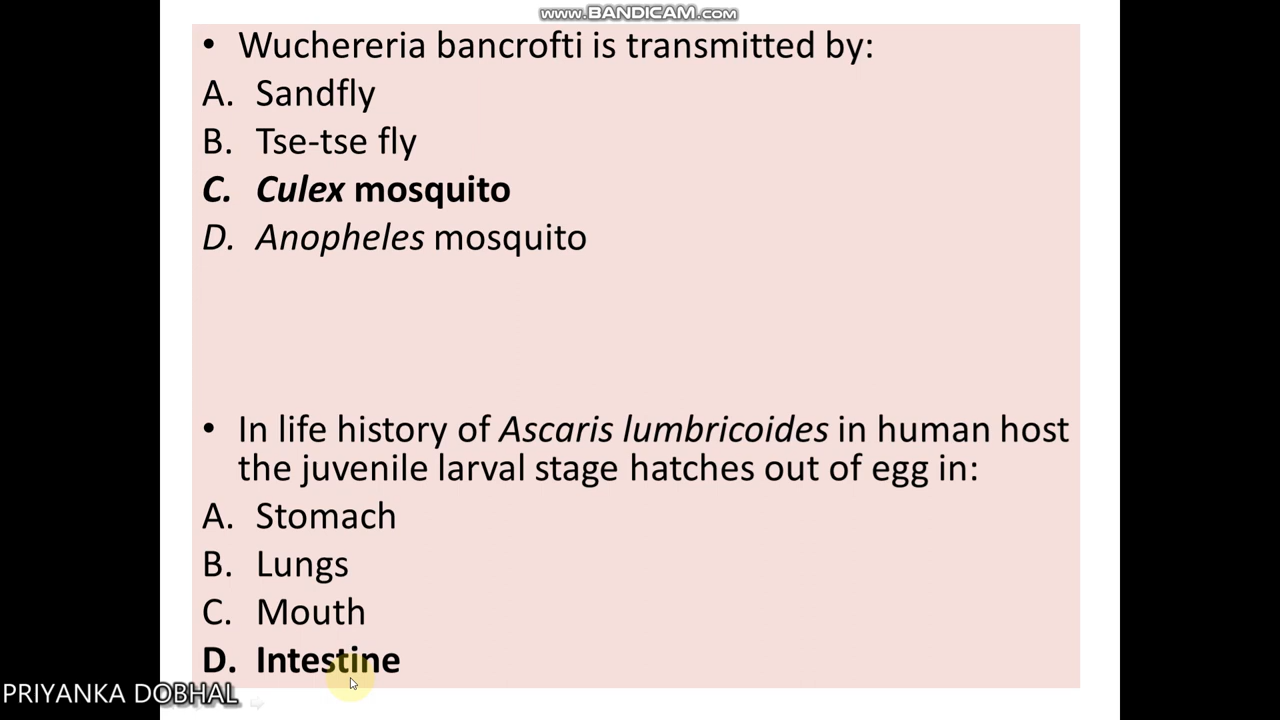 www.BANDICAM.com
• Wuchereria bancrofti is transmitted by:
A. Sandfly
B. Tse-tse fly
C. Culex mosquito
D. Anopheles mosquito
• In life history of Ascaris lumbricoides in human host
the juvenile larval stage hatches out of egg in:
A. Stomach
B. Lungs
C. Mouth
D. Intestine
PRIYANKA DOBHAL